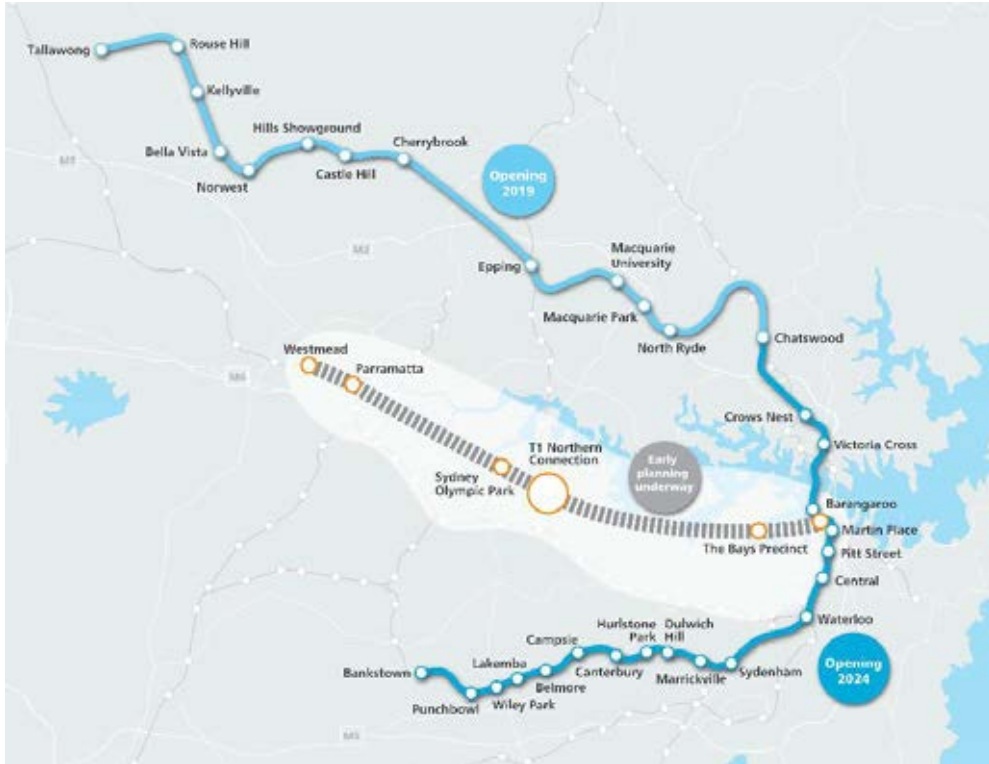 Tallawong
Rouse Hill
Kellyville
Bella Vista
Norwest
Hills Showground
Castle Hill
Cherrybrook
Opening
2019
M2
Epping
Macquarie
University
Macquarie Park
North Ryde
Chatswood
Crows Nest
Victoria Cross
Westmead
Parramatta
M4
Sydney
Olympic Park
T1 Northern
Connection
Early
planning
underway
The Bays Precinct
Barangaroo
Martin Place
Pitt Street
Central
Waterloo
Opening
2024
Sydenham
Marrickville
Dulwich
Hill
Hurlstone
Park
Canterbury
Campsie
Belmore
Lakemba
Wiley Park
Punchbowl
Bankstown